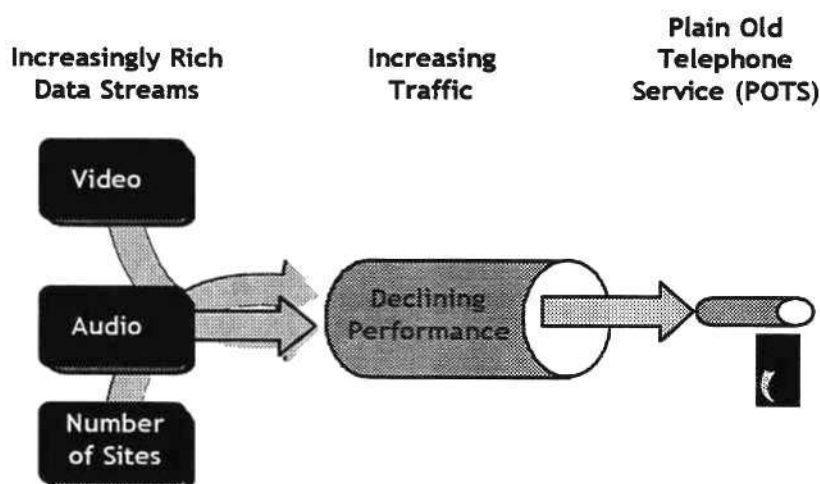 Increasingly Rich
Data Streams
Increasing
Traffic
Plain Old
Telephone
Service (POTS)
Video
Audio
Number
of Sites
Declining
Performance